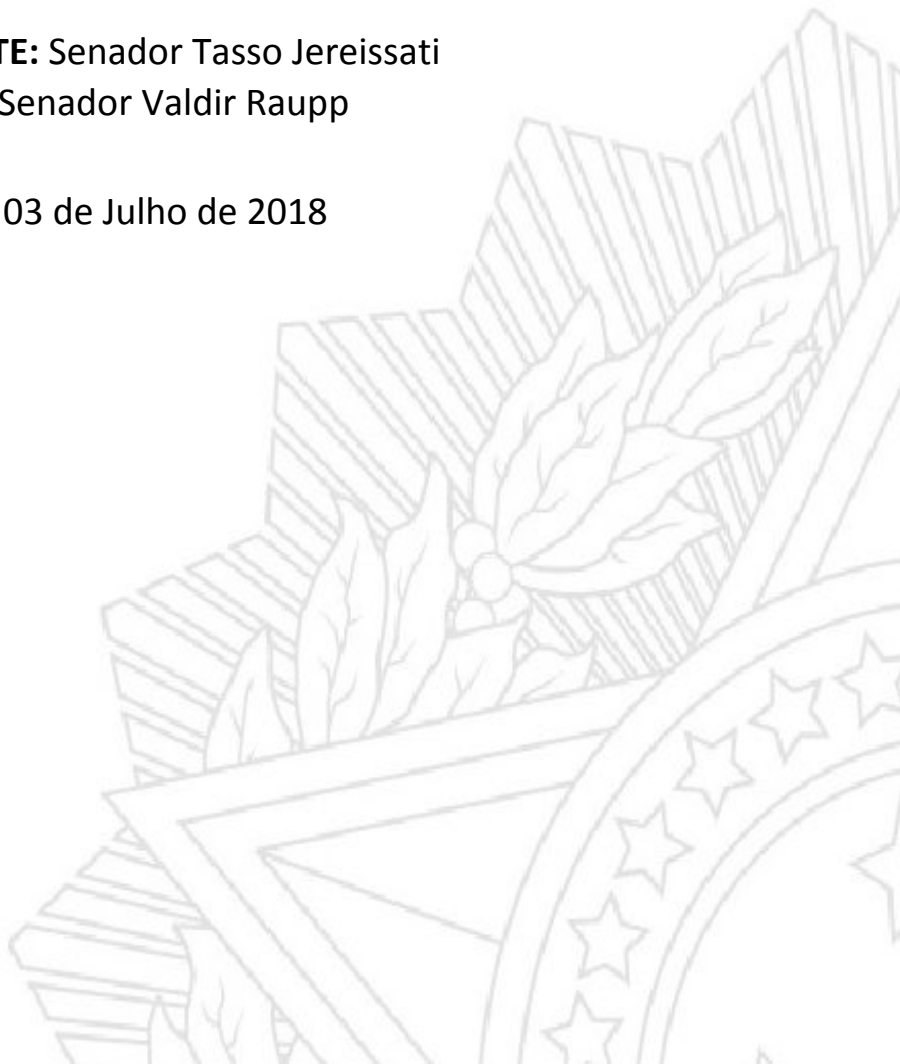 TE: Senador Tasso Jereissati
Senador Valdir Raupp
03 de Julho de 2018